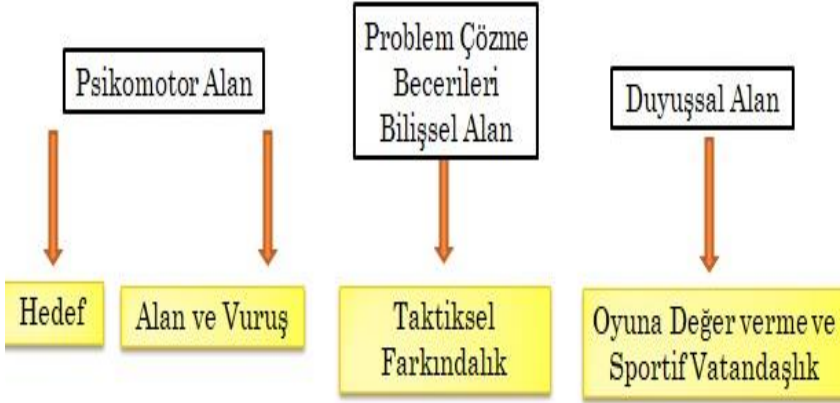 Psikomotor Alan
Problem Çözme
Becerileri
Bilişsel Alan
Duyuşsal Alan
Hedef
Alan ve Vuruş
Taktiksel
Farkındalık
Oyuna Değer verme ve
Sportif Vatandaşlık